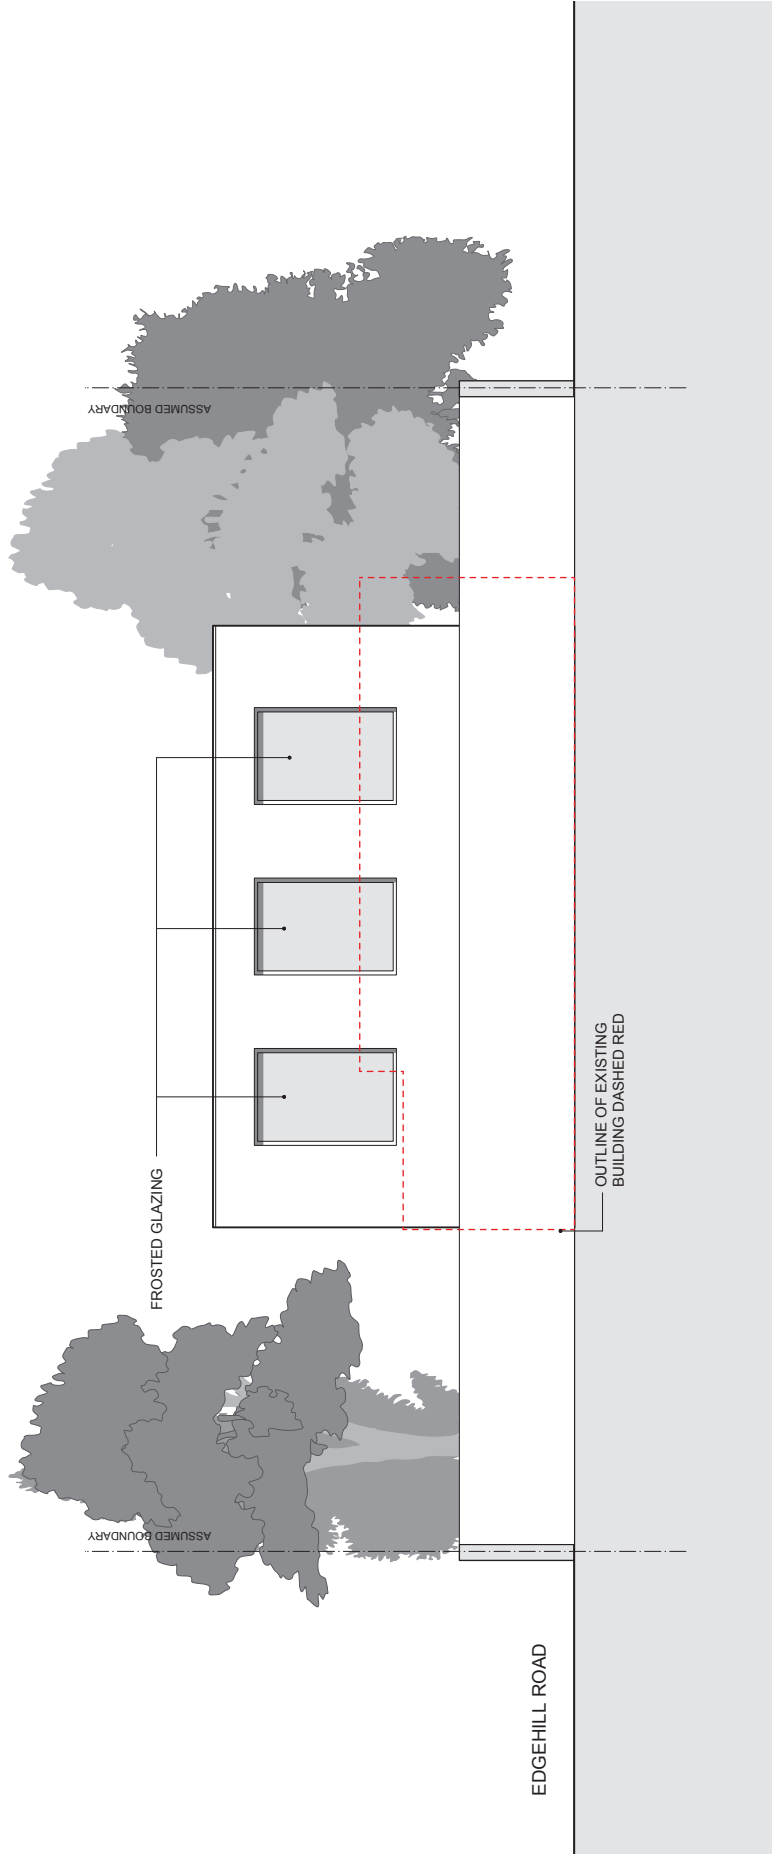 ASSUMED BOUNDARY
ASSUMED BOUNDARY
FROSTED GLAZING
OUTLINE OF EXISTING
BUILDING DASHED RED
EDGEHILL ROAD